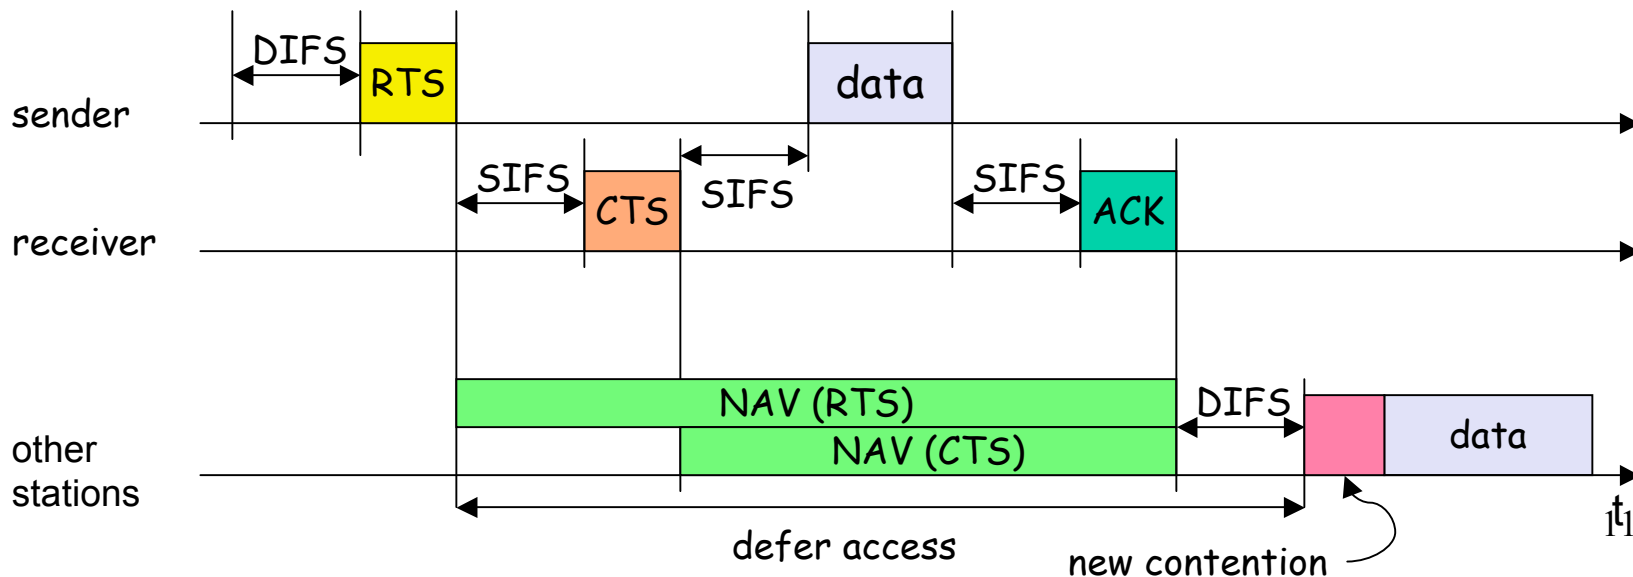 DIFS
RTS
data
sender
SIFS
CTS
SIFS
SIFS
ACK
receiver
NAV (RTS)
DIFS
NAV (CTS)
data
other
stations
defer access
new contention